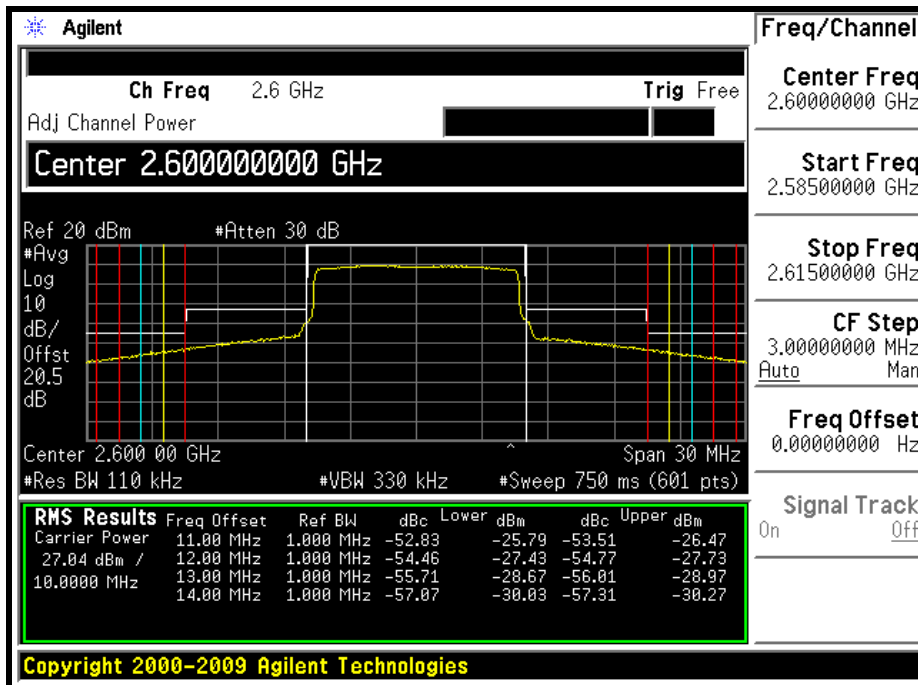 Agilent
Freq/Channel
Ch Freq 2.6 GHz Trig Free
Adj Channel Power
Center 2.600000000 GHz
Ref 20 dBm #Atten 30 dB
#Avg
Log
10
dB/
Offst
20.5
dB
Center 2.600 00 GHz Span 30 MHz
#Res BW 110 kHz #VBW 330 kHz #Sweep 750 ms (601 pts)
RMS Results Freq Offset Ref BW dBc Lower dBm dBc Upper dBm
Carrier Power 11.00 MHz 1.000 MHz -52.83 -25.79 -53.51 -26.47
27.04 dBm / 12.00 MHz 1.000 MHz -54.46 -27.43 -54.77 -27.73
10.0000 MHz 13.00 MHz 1.000 MHz -55.71 -28.67 -56.01 -28.97
14.00 MHz 1.000 MHz -57.07 -30.03 -57.31 -30.27
Center Freq
2.60000000 GHz
Start Freq
2.58500000 GHz
Stop Freq
2.61500000 GHz
CF Step
3.00000000 MHz
Auto Man
Freq Offset
0.00000000 Hz
Signal Track
On Off
Copyright 2000-2009 Agilent Technologies